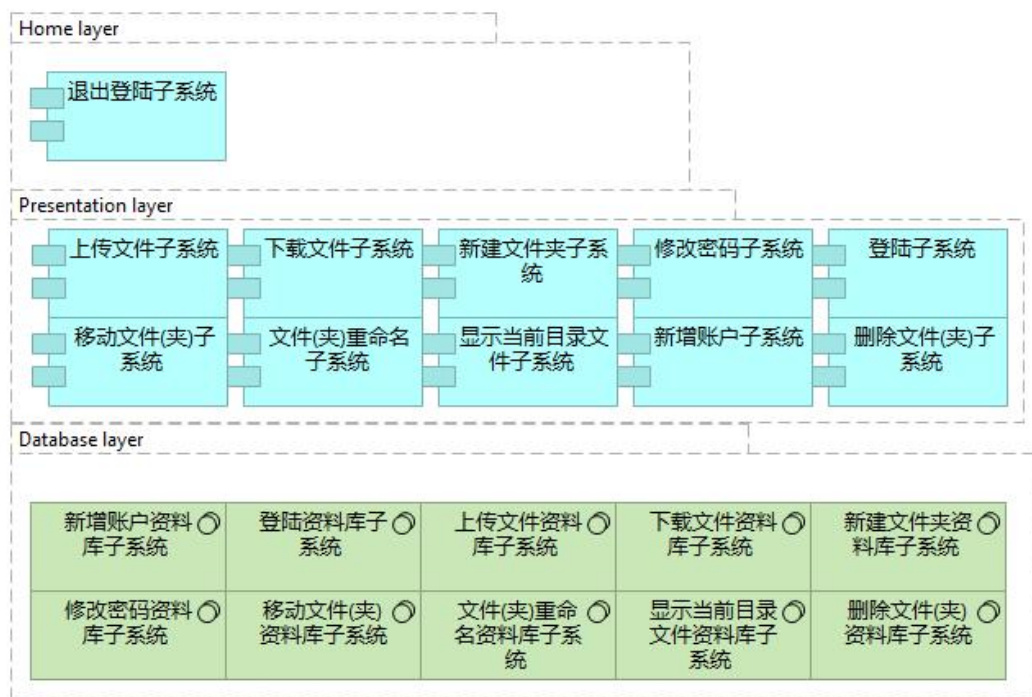 Home layer
退出登陆子系统
Presentation layer
上传文件子系统
下载文件子系统
新建文件夹子系
统
修改密码子系统
登陆子系统
移动文件(夹)子
系统
文件(夹)重命名
子系统
显示当前目录文
件子系统
新增账户子系统
删除文件(夹)子
系统
Database layer
新增账户资料
库子系统
登陆资料库子
系统
上传文件资料
库子系统
下载文件资料
库子系统
新建文件夹资
料库子系统
修改密码资料
库子系统
移动文件(夹)
资料库子系统
文件(夹)重命
名资料库子系
统
显示当前目录
文件资料库子
系统
删除文件(夹)
资料库子系统